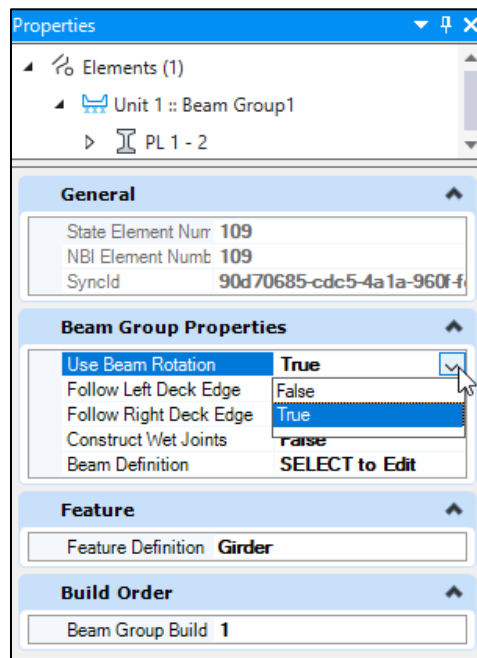 Properties
Elements (1)
Unit 1 :: Beam Group1
PL 1 - 2
General
State Element Num 109
NBI Element Numb 109
SyncId 90d70685-cdc5-4a1a-960f-f
Beam Group Properties
Use Beam Rotation True
Follow Left Deck Edge False
Follow Right Deck Edge True
Construct Wet Joints False
Beam Definition SELECT to Edit
Feature
Feature Definition Girder
Build Order
Beam Group Build 1